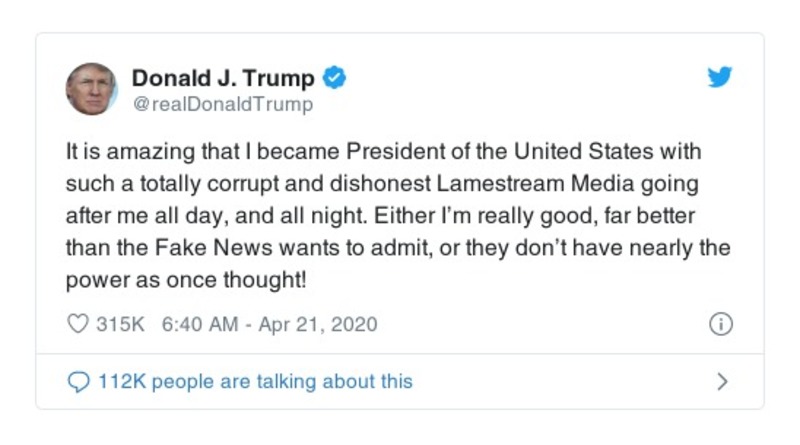 Donald J. Trump
@realDonaldTrump
It is amazing that I became President of the United States with
such a totally corrupt and dishonest Lamestream Media going
after me all day, and all night. Either I’m really good, far better
than the Fake News wants to admit, or they don’t have nearly the
power as once thought!
315K 6:40 AM - Apr 21, 2020
112K people are talking about this